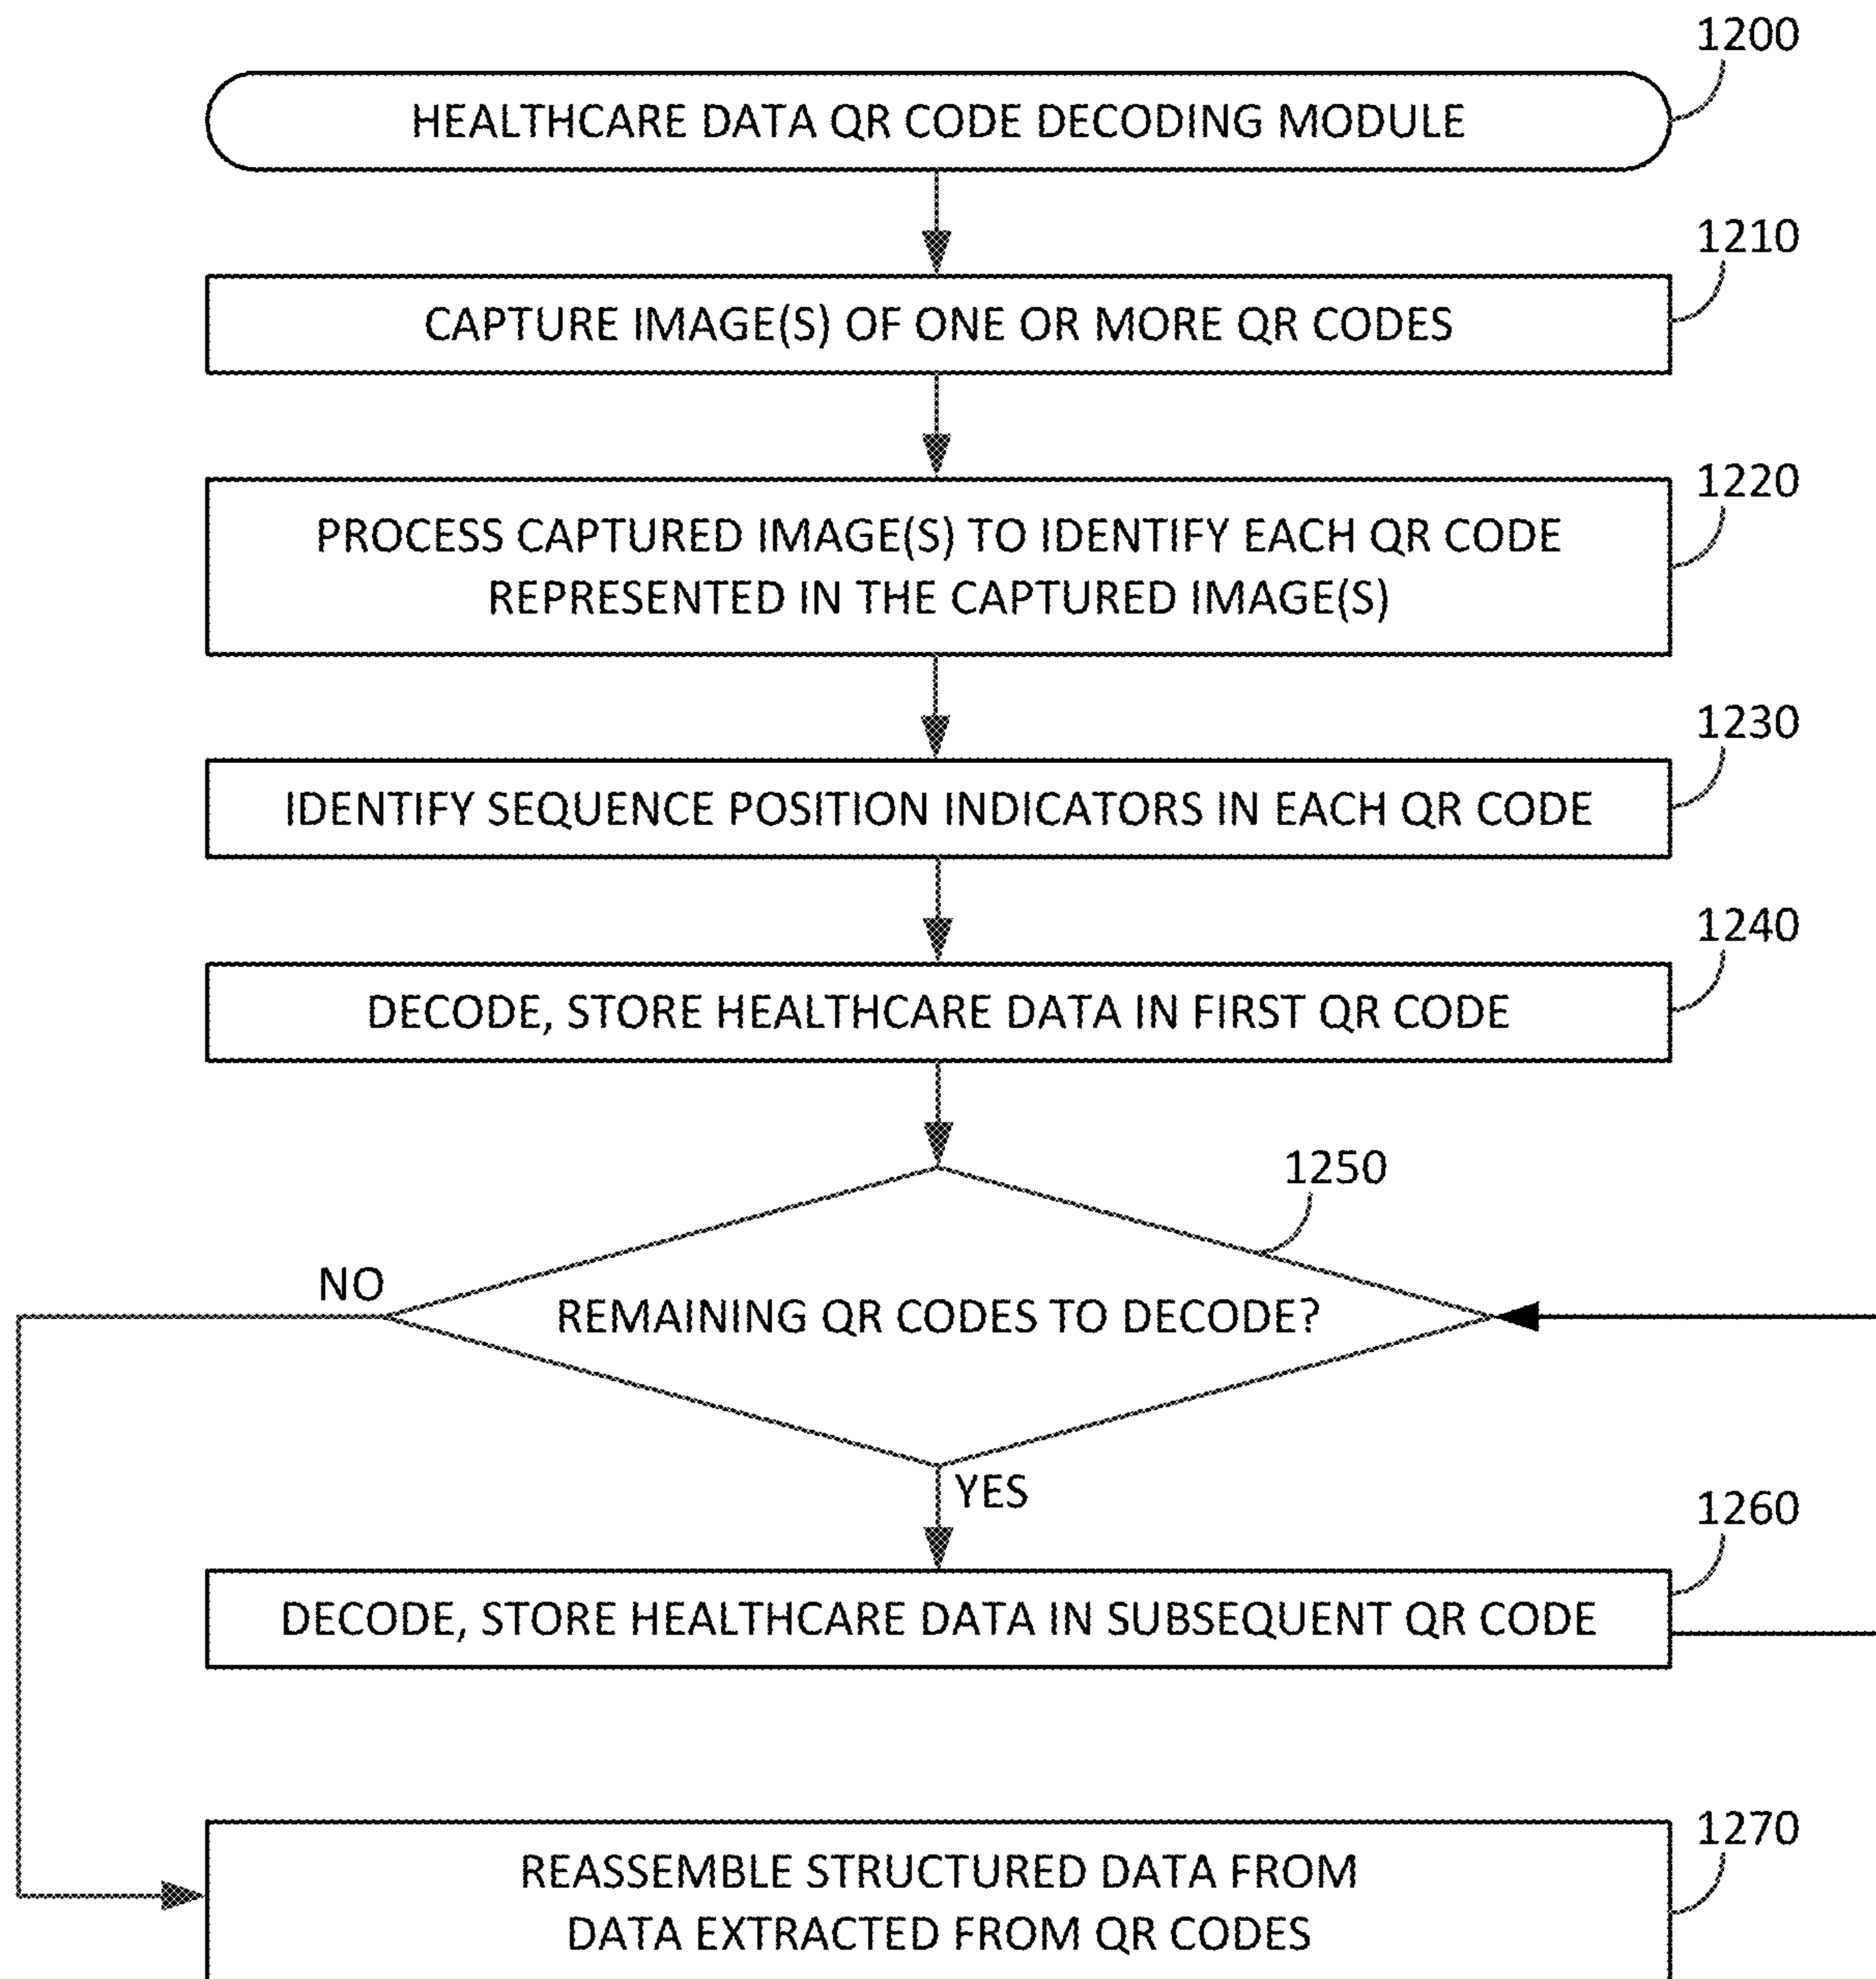 1200
HEALTHCARE DATA QR CODE DECODING MODULE
1210
CAPTURE IMAGE(S) OF ONE OR MORE QR CODES
1220
PROCESS CAPTURED IMAGE(S) TO IDENTIFY EACH QR CODE
REPRESENTED IN THE CAPTURED IMAGE(S)
1230
IDENTIFY SEQUENCE POSITION INDICATORS IN EACH QR CODE
1240
DECODE, STORE HEALTHCARE DATA IN FIRST QR CODE
1250
NO
REMAINING QR CODES TO DECODE?
YES
1260
DECODE, STORE HEALTHCARE DATA IN SUBSEQUENT QR CODE
1270
REASSEMBLE STRUCTURED DATA FROM
DATA EXTRACTED FROM QR CODES